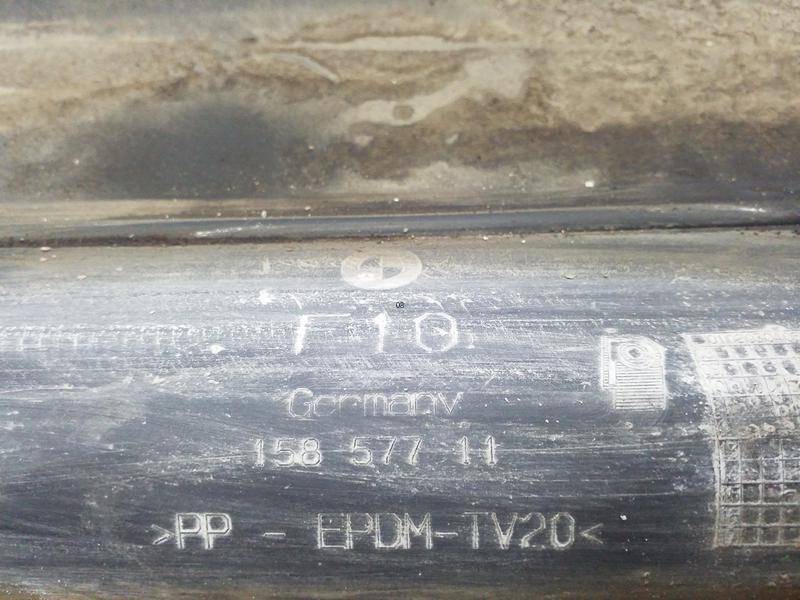 F10
Germany
158 577 11
>PP - EPDM-TV20<